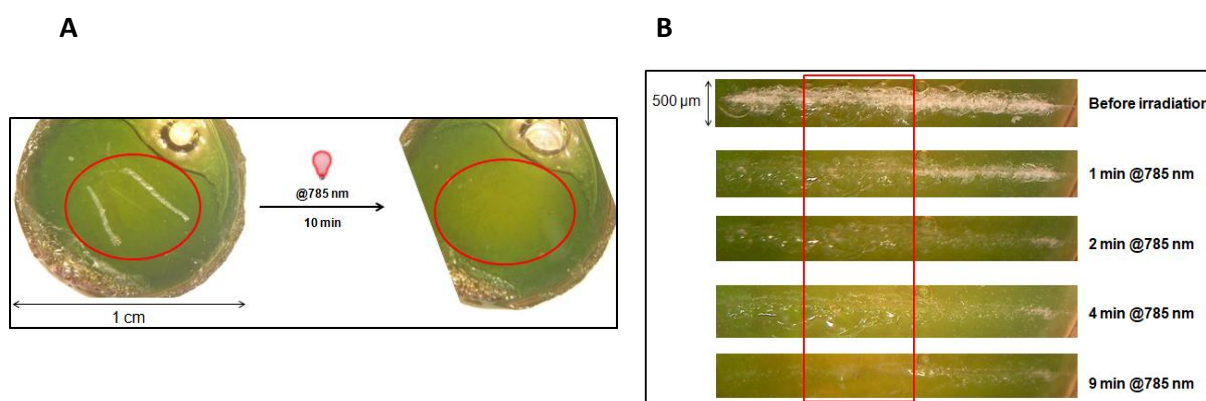 A
@785 nm
10 min
1 cm
B
500 µm
Before irradiation
1 min @785 nm
2 min @785 nm
4 min @785 nm
9 min @785 nm